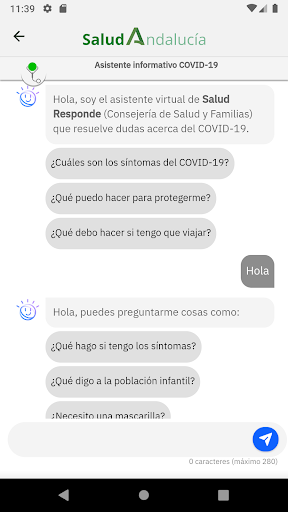 11:39
Salud Andalucía
Asistente informativo COVID-19
Hola, soy el asistente virtual de Salud
Responde (Consejería de Salud y Familias)
que resuelve dudas acerca del COVID-19.
¿Cuáles son los síntomas del COVID-19?
¿Qué puedo hacer para protegerme?
¿Qué debo hacer si tengo que viajar?
Hola
Hola, puedes preguntarme cosas como:
¿Qué hago si tengo los síntomas?
¿Qué digo a la población infantil?
¿Necesito una mascarilla?
0 caracteres (máximo 280)